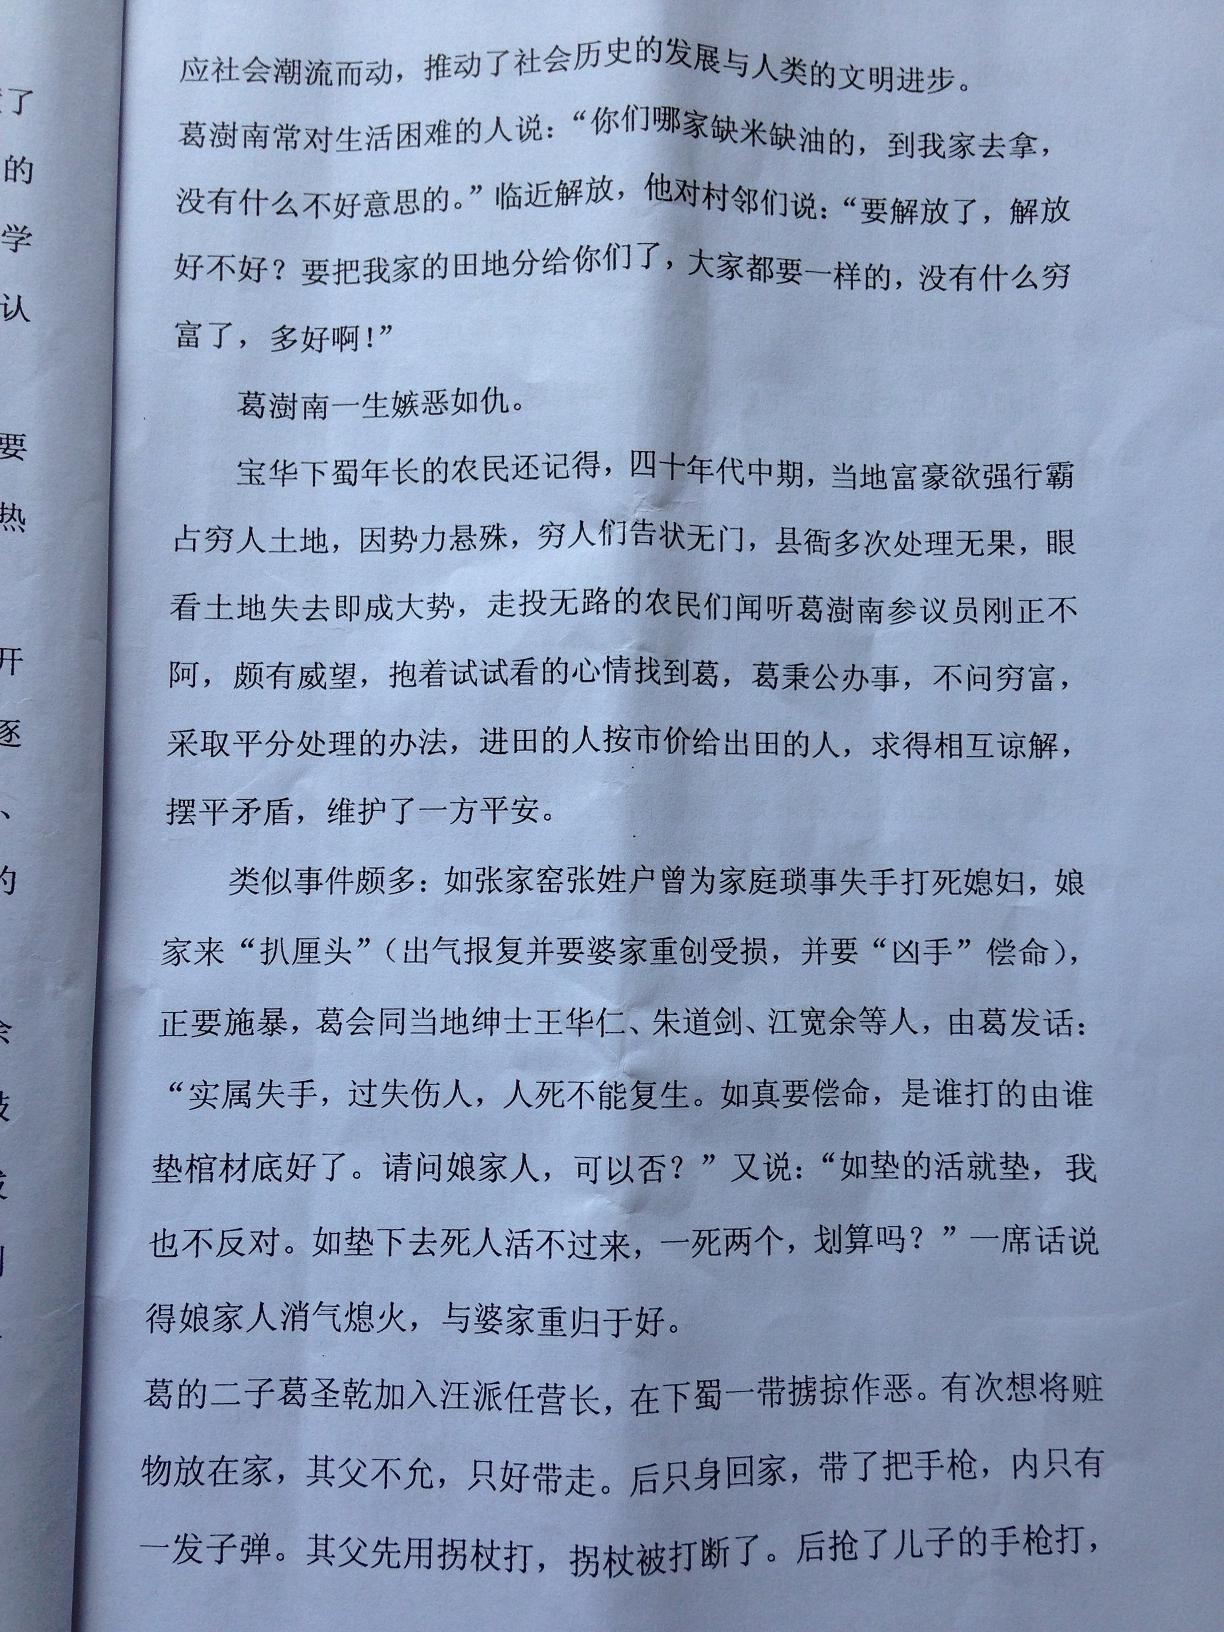 应社会潮流而动，推动了社会历史的发展与人类的文明进步。
葛澍南常对生活困难的人说：“你们哪家缺米缺油的，到我家去拿，
没有什么不好意思的。”临近解放，他对村邻们说：“要解放了，解放
好不好？要把我家的田地分给你们了，大家都要一样的，没有什么穷
富了，多好啊！”
葛澍南一生嫉恶如仇。
宝华下蜀年长的农民还记得，四十年代中期，当地富豪欲强行霸
占穷人土地，因势力悬殊，穷人们告状无门，县衙多次处理无果，眼
看土地失去即成大势，走投无路的农民们闻听葛澍南参议员刚正不
阿，颇有威望，抱着试试看的心情找到葛，葛秉公办事，不问穷富，
采取平分处理的办法，进田的人按市价给出田的人，求得相互谅解，
摆平矛盾，维护了一方平安。
类似事件颇多：如张家窑张姓户曾为家庭琐事失手打死媳妇，娘
家来“扒厘头”（出气报复并要婆家重创受损，并要“凶手”偿命），
正要施暴，葛会同当地绅士王华仁、朱道剑、江宽余等人，由葛发话：
“实属失手，过失伤人，人死不能复生。如真要偿命，是谁打的由谁
垫棺材底好了。请问娘家人，可以否？”又说：“如垫的活就垫，我
也不反对。如垫下去死人活不过来，一死两个，划算吗？”一席话说
得娘家人消气熄火，与婆家重归于好。
葛的二子葛圣乾加入汪派任营长，在下蜀一带掳掠作恶。有次想将赃
物放在家，其父不允，只好带走。后只身回家，带了把手枪，内只有
一发子弹。其父先用拐杖打，拐杖被打断了。后抢了儿子的手枪打，
了
的
学
认
要
热
开
逐
、
的